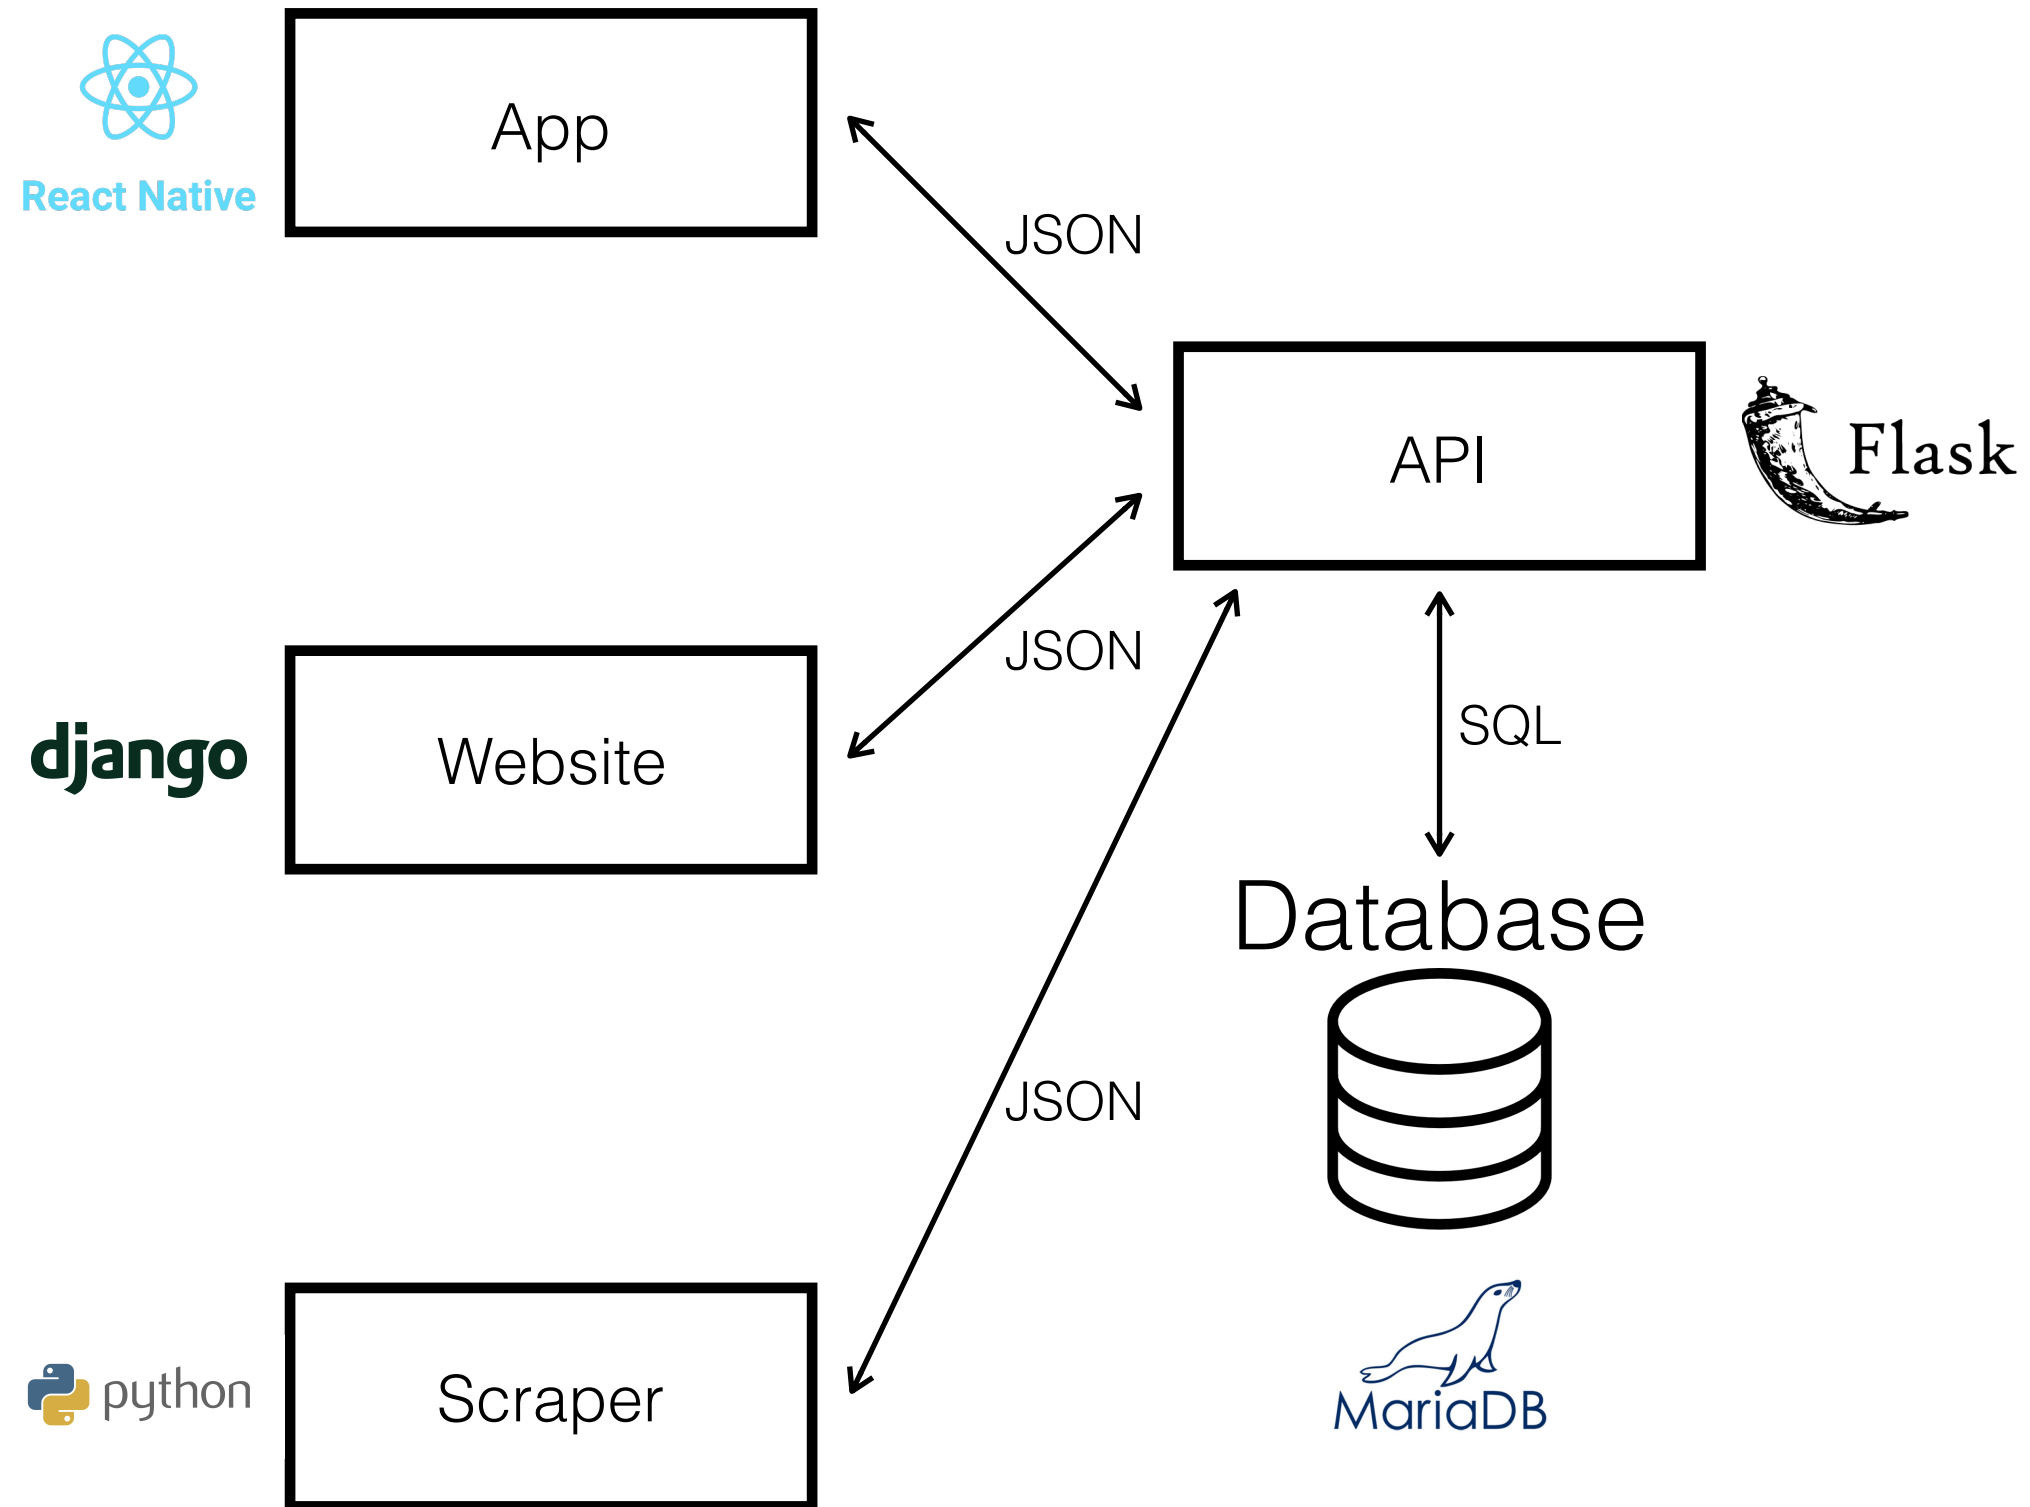 App
React Native
JSON
API
Flask
JSON
SQL
django
Website
Database
JSON
python
Scraper
MariaDB